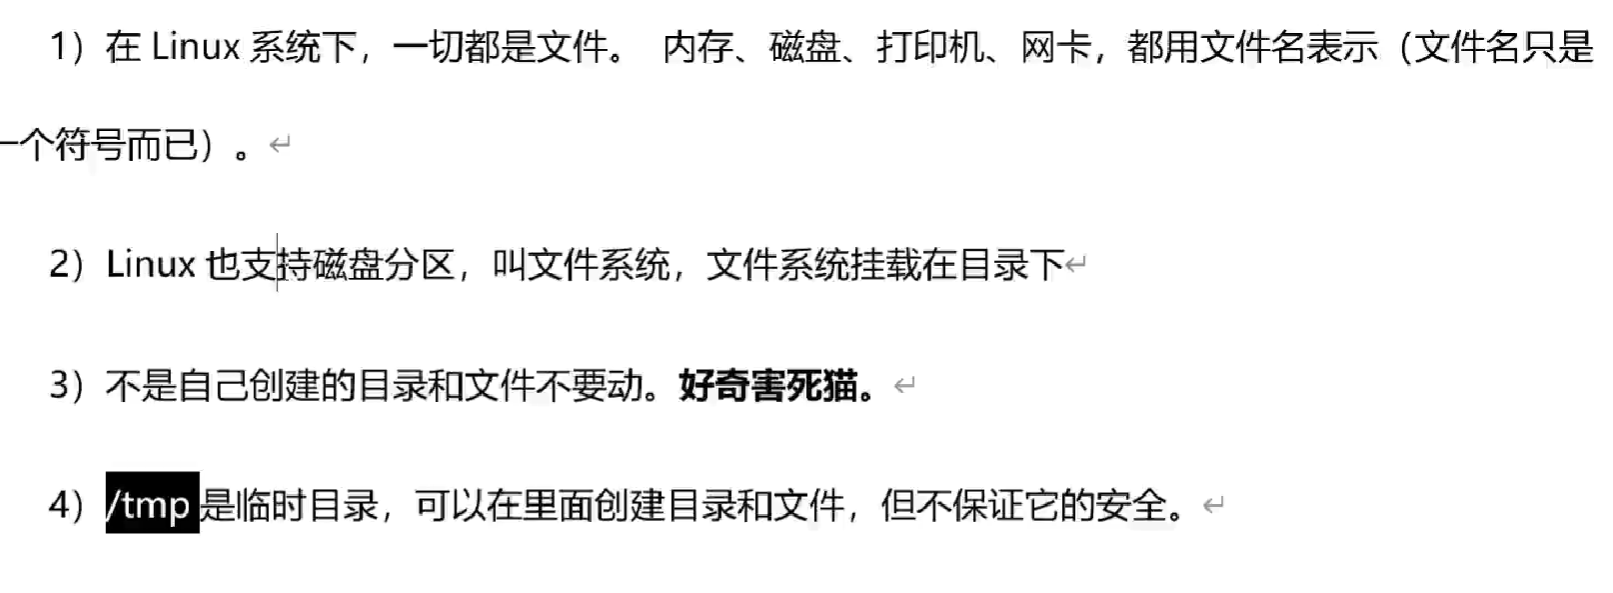 1）在 Linux 系统下，一切都是文件。 内存、磁盘、打印机、网卡，都用文件名表示（文件名只是
一个符号而已）。↵
2）Linux 也支持磁盘分区，叫文件系统，文件系统挂载在目录下↵
3）不是自己创建的目录和文件不要动。好奇害死猫。↵
4）/tmp 是临时目录，可以在里面创建目录和文件，但不保证它的安全。↵